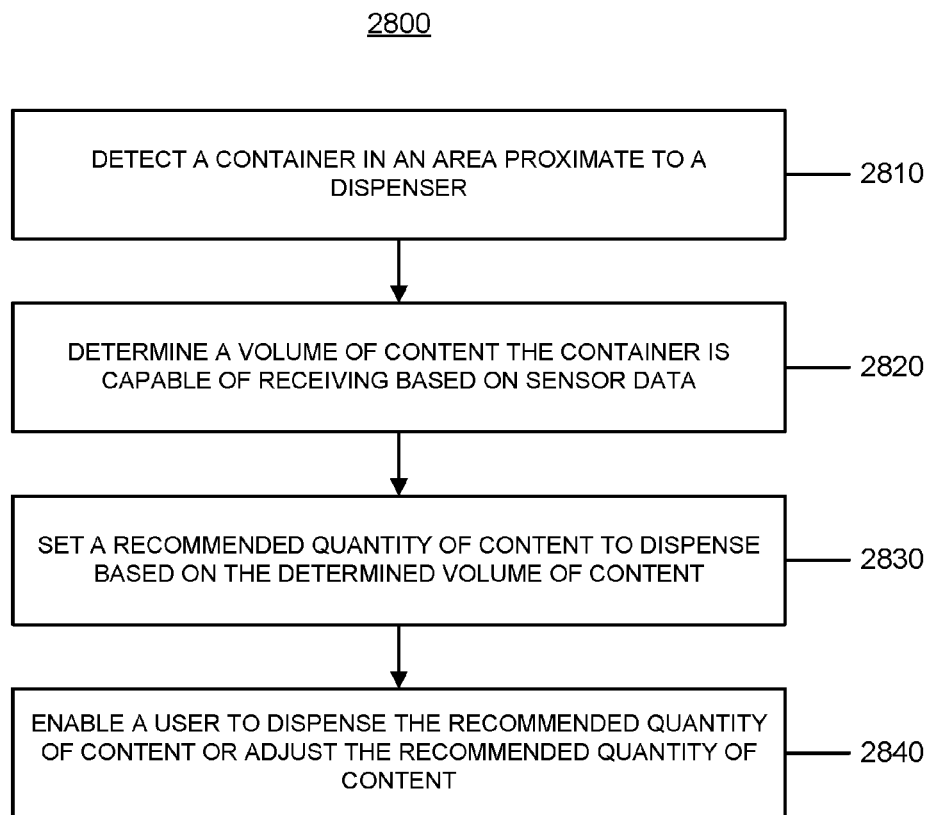 2800
DETECT A CONTAINER IN AN AREA PROXIMATE TO A
DISPENSER
2810
DETERMINE A VOLUME OF CONTENT THE CONTAINER IS
CAPABLE OF RECEIVING BASED ON SENSOR DATA
2820
SET A RECOMMENDED QUANTITY OF CONTENT TO DISPENSE
BASED ON THE DETERMINED VOLUME OF CONTENT
2830
ENABLE A USER TO DISPENSE THE RECOMMENDED QUANTITY
OF CONTENT OR ADJUST THE RECOMMENDED QUANTITY OF
CONTENT
2840